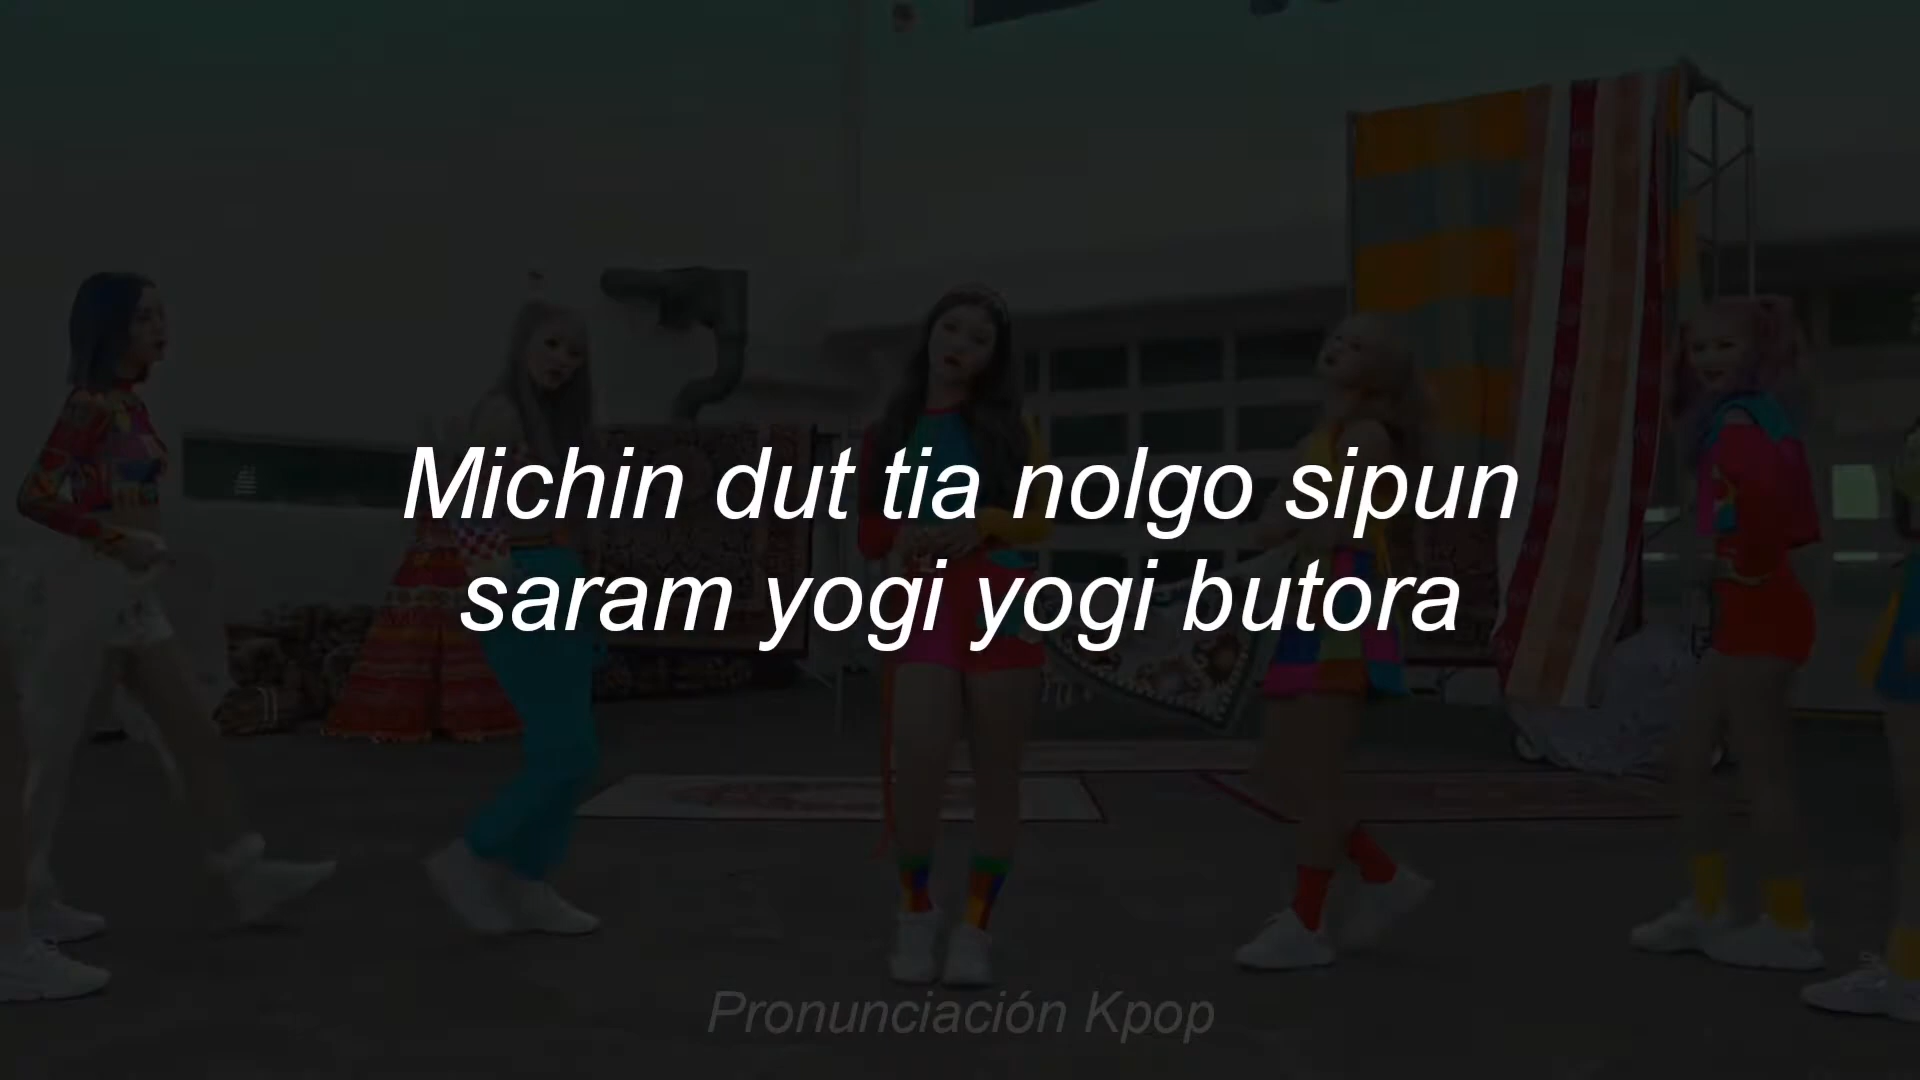 Michin dut tia nolgo sipun
saram yogi yogi butora
Pronunciación Kpop